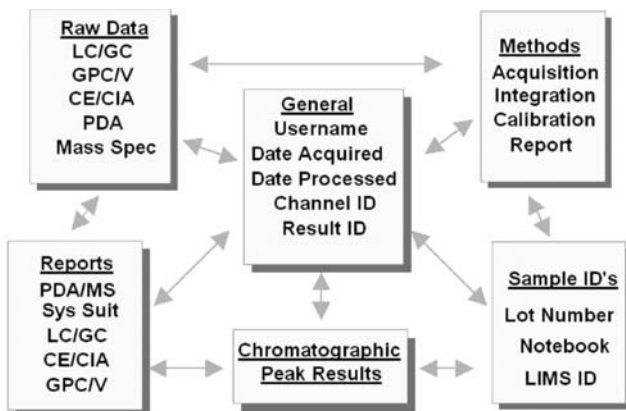 Raw Data
LC/GC
GPC/V
CE/CIA
PDA
Mass Spec
General
Username
Date Acquired
Date Processed
Channel ID
Result ID
Methods
Acquisition
Integration
Calibration
Report
Reports
PDA/MS
Sys Suit
LC/GC
CE/CIA
GPC/V
Chromatographic
Peak Results
Sample ID's
Lot Number
Notebook
LIMS ID